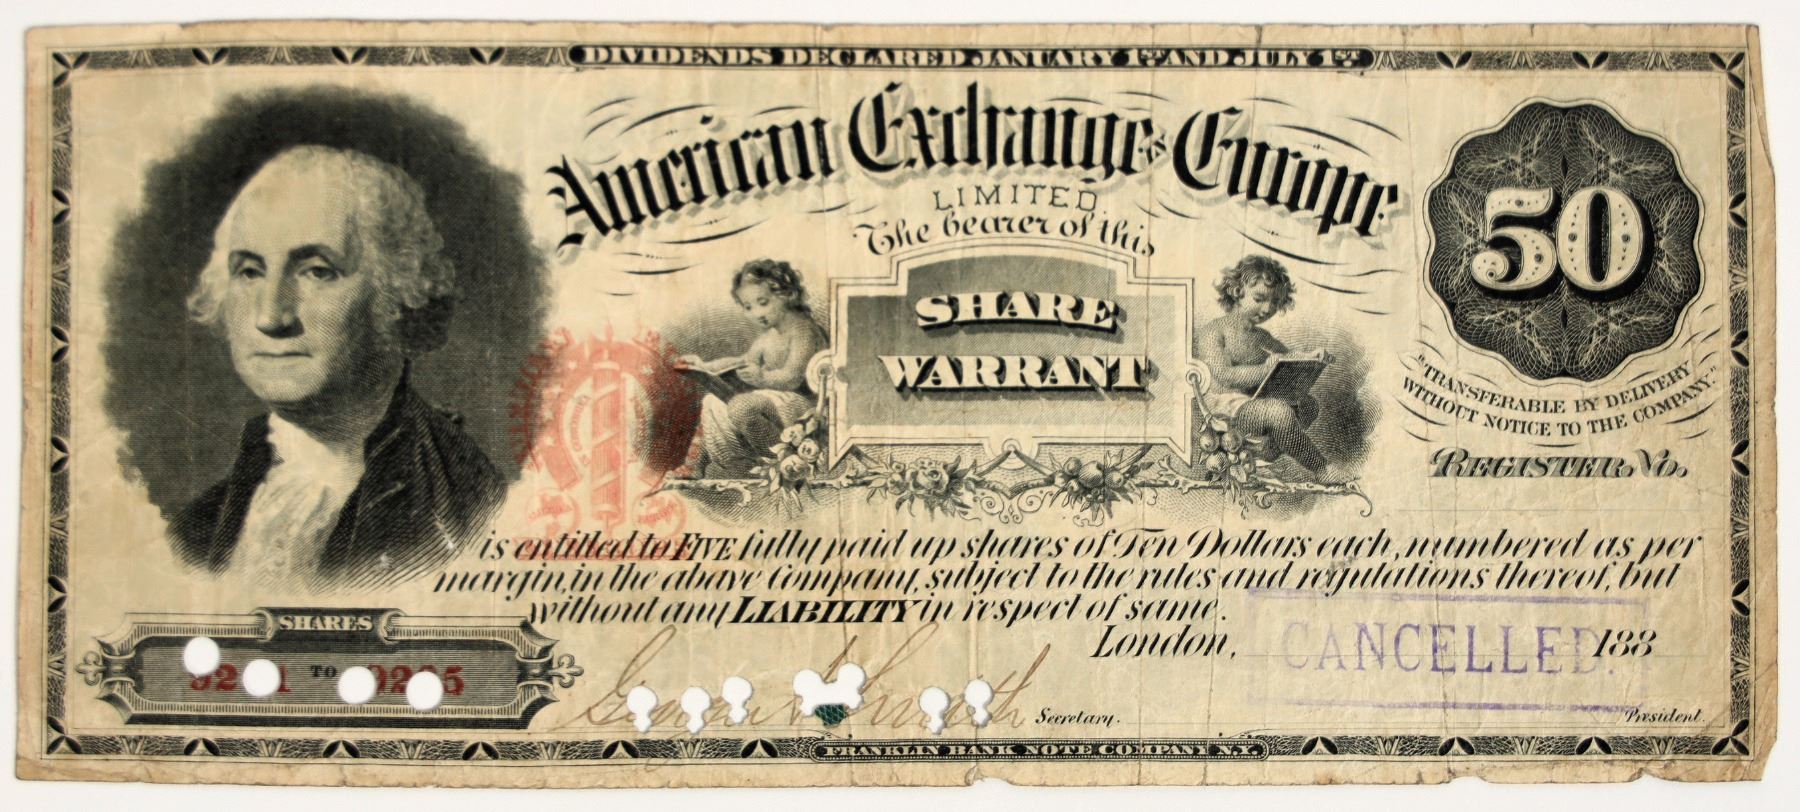 DIVIDENDS DECLARED JANUARY 1ST AND JULY 1ST
American Exchange in Europe
LIMITED.
The bearer of this
SHARE
WARRANT
50
"TRANSFERABLE BY DELIVERY
WITHOUT NOTICE TO THE COMPANY."
REGISTER. No.
is entitled to FIVE fully paid up shares of Ten Dollars each, numbered as per
margin, in the above Company, subject to the rules and regulations thereof, but
without any LIABILITY in respect of same.
London, 188
CANCELLED.
SHARES
TO
George Smith
Secretary.
President.
FRANKLIN BANK NOTE COMPANY N.Y.